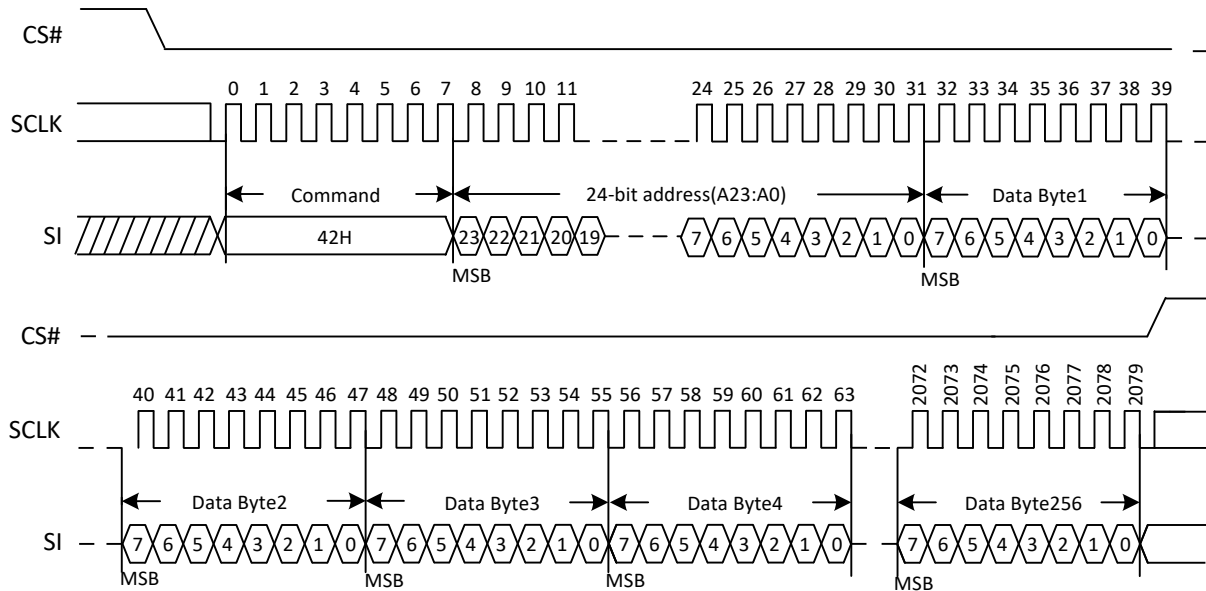 CS#
0 1 2 3 4 5 6 7 8 9 10 11 24 25 26 27 28 29 30 31 32 33 34 35 36 37 38 39
SCLK
Command 24-bit address(A23:A0) Data Byte1
SI 42H 23 22 21 20 19 7 6 5 4 3 2 1 0 7 6 5 4 3 2 1 0
MSB MSB
CS#
40 41 42 43 44 45 46 47 48 49 50 51 52 53 54 55 56 57 58 59 60 61 62 63 2072 2073 2074 2075 2076 2077 2078 2079
SCLK
Data Byte2 Data Byte3 Data Byte4 Data Byte256
SI 7 6 5 4 3 2 1 0 7 6 5 4 3 2 1 0 7 6 5 4 3 2 1 0 7 6 5 4 3 2 1 0
MSB MSB MSB MSB